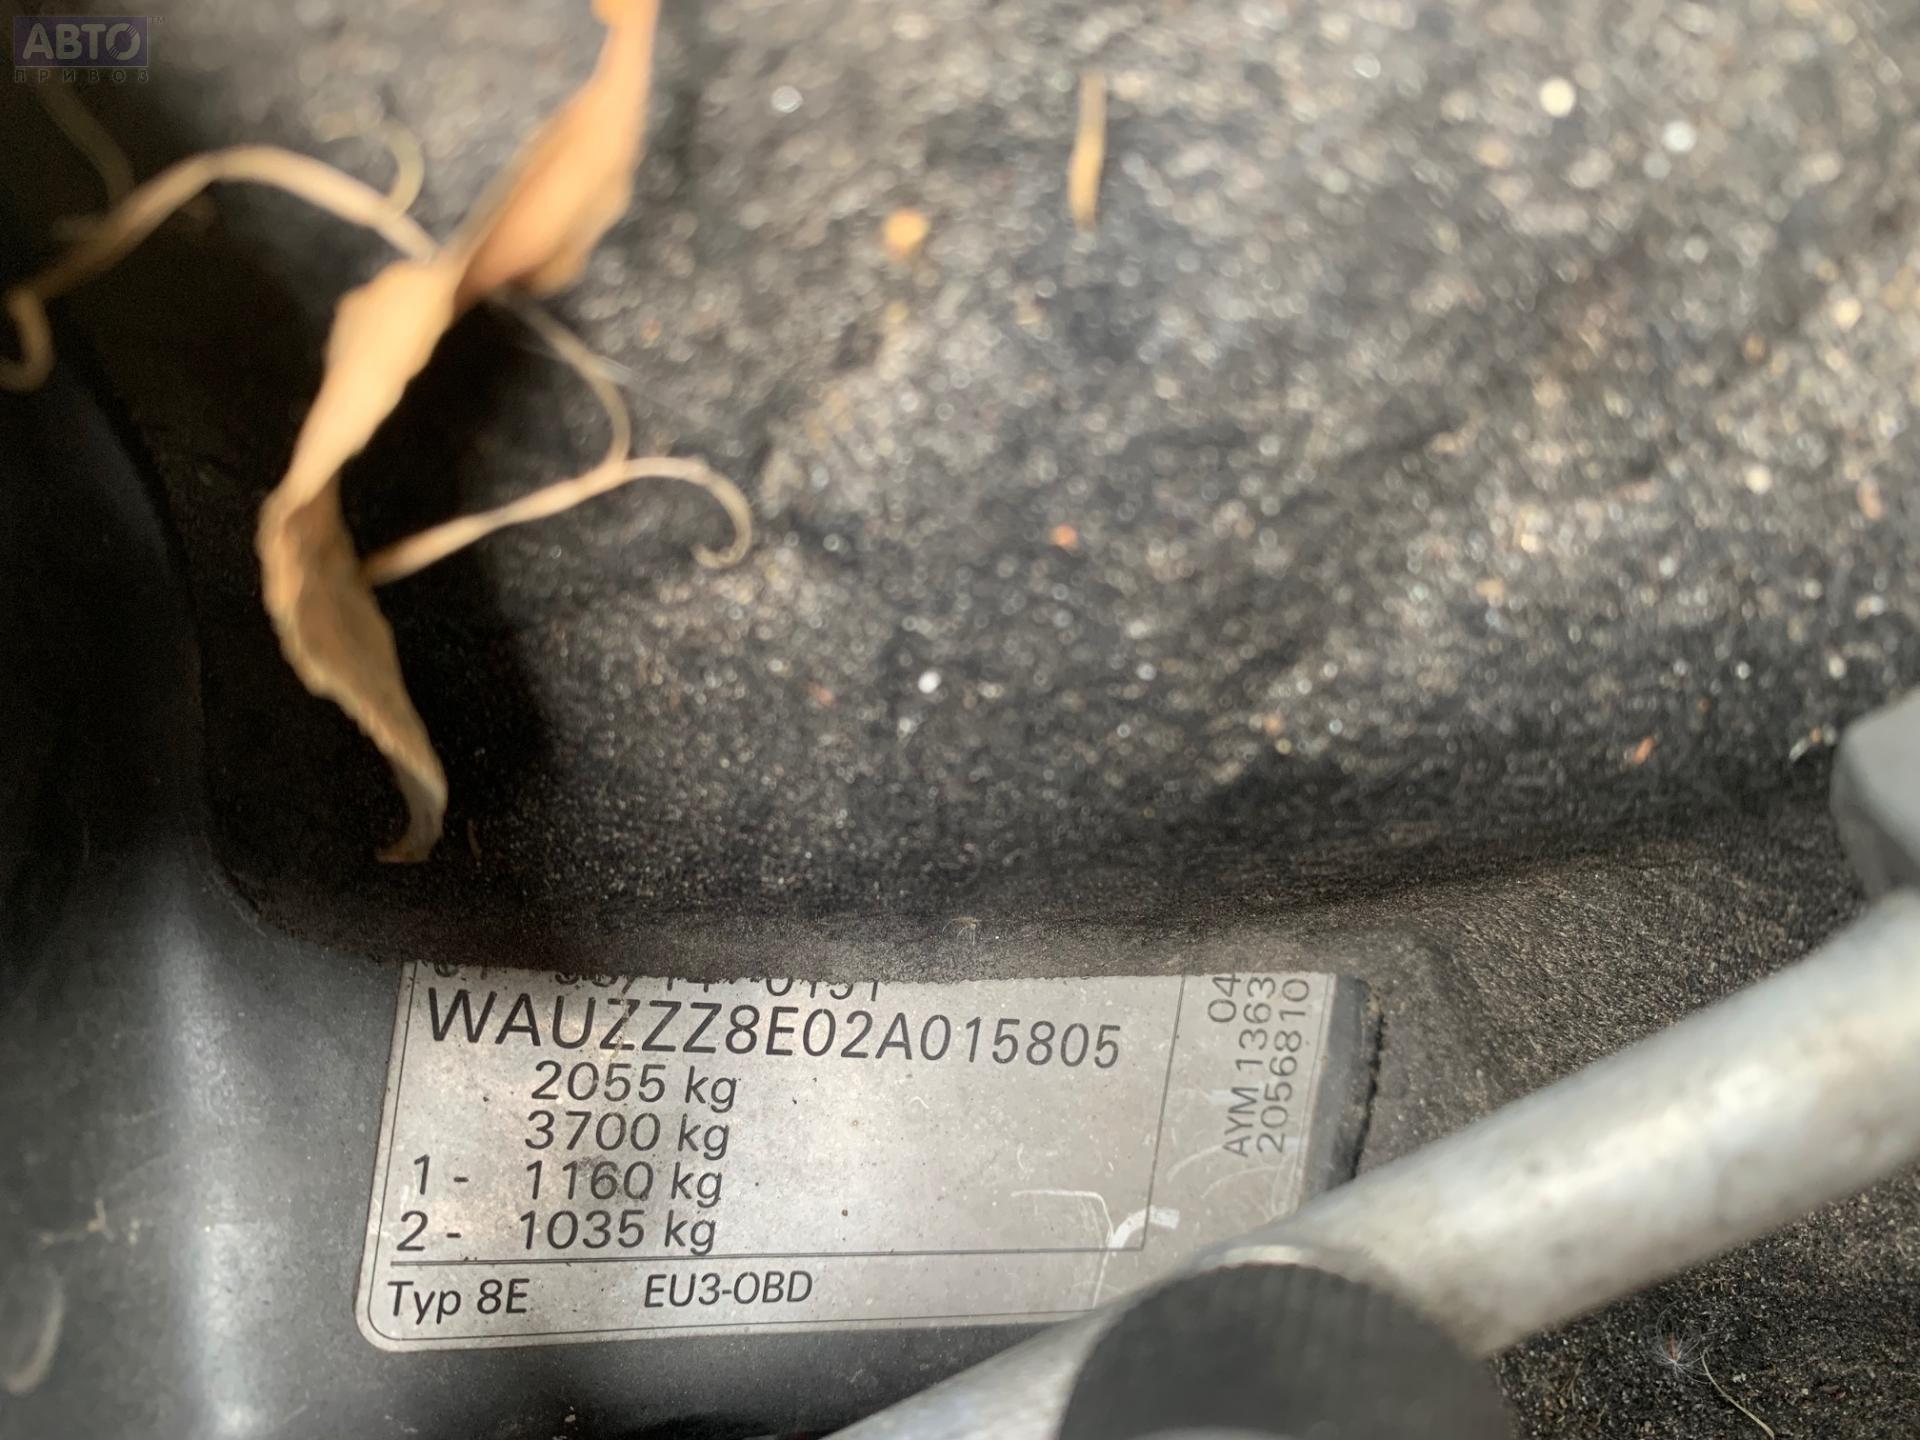 АВТО
ПРИВОЗ
WAUZZZ8E02A015805
2055 kg
3700 kg
1 - 1160 kg
2 - 1035 kg
Typ 8E EU3-OBD
04
AYM 1363
2056810